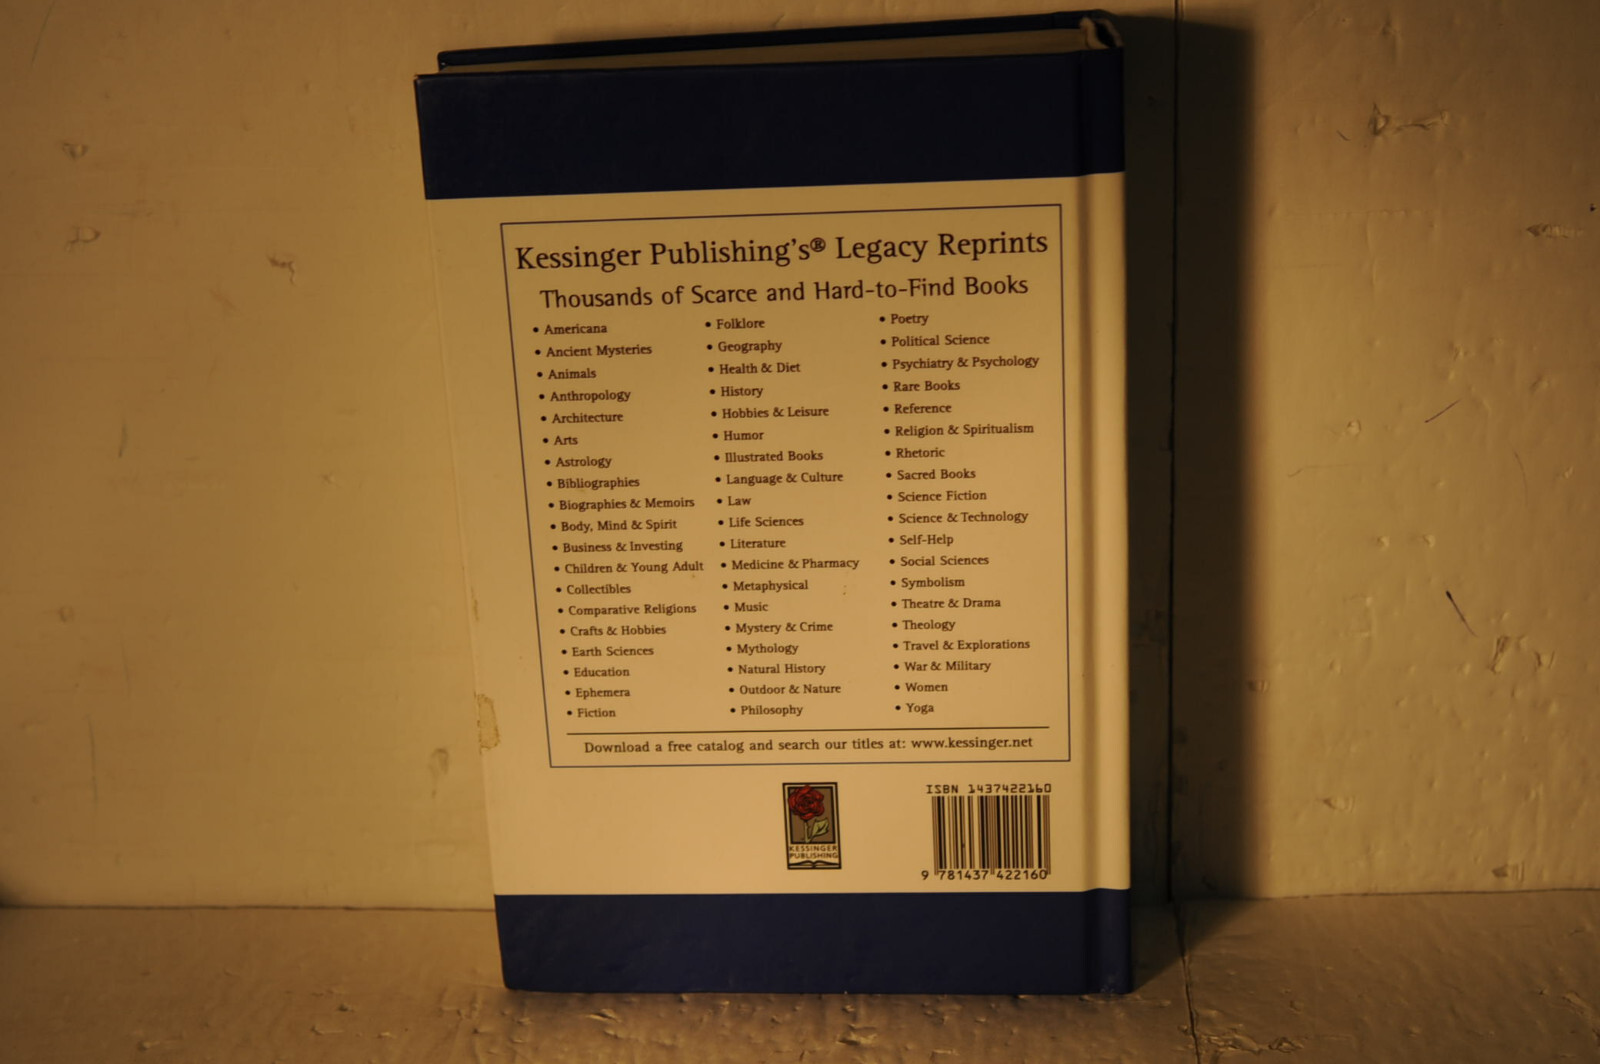 Kessinger Publishing's® Legacy Reprints
Thousands of Scarce and Hard-to-Find Books
• Americana
• Ancient Mysteries
• Animals
• Anthropology
• Architecture
• Arts
• Astrology
• Bibliographies
• Biographies & Memoirs
• Body, Mind & Spirit
• Business & Investing
• Children & Young Adult
• Collectibles
• Comparative Religions
• Crafts & Hobbies
• Earth Sciences
• Education
• Ephemera
• Fiction
• Folklore
• Geography
• Health & Diet
• History
• Hobbies & Leisure
• Humor
• Illustrated Books
• Language & Culture
• Law
• Life Sciences
• Literature
• Medicine & Pharmacy
• Metaphysical
• Music
• Mystery & Crime
• Mythology
• Natural History
• Outdoor & Nature
• Philosophy
• Poetry
• Political Science
• Psychiatry & Psychology
• Rare Books
• Reference
• Religion & Spiritualism
• Rhetoric
• Sacred Books
• Science Fiction
• Science & Technology
• Self-Help
• Social Sciences
• Symbolism
• Theatre & Drama
• Theology
• Travel & Explorations
• War & Military
• Women
• Yoga
Download a free catalog and search our titles at: www.kessinger.net
KESSINGER
PUBLISHING
ISBN 1437422160
9 781437 422160